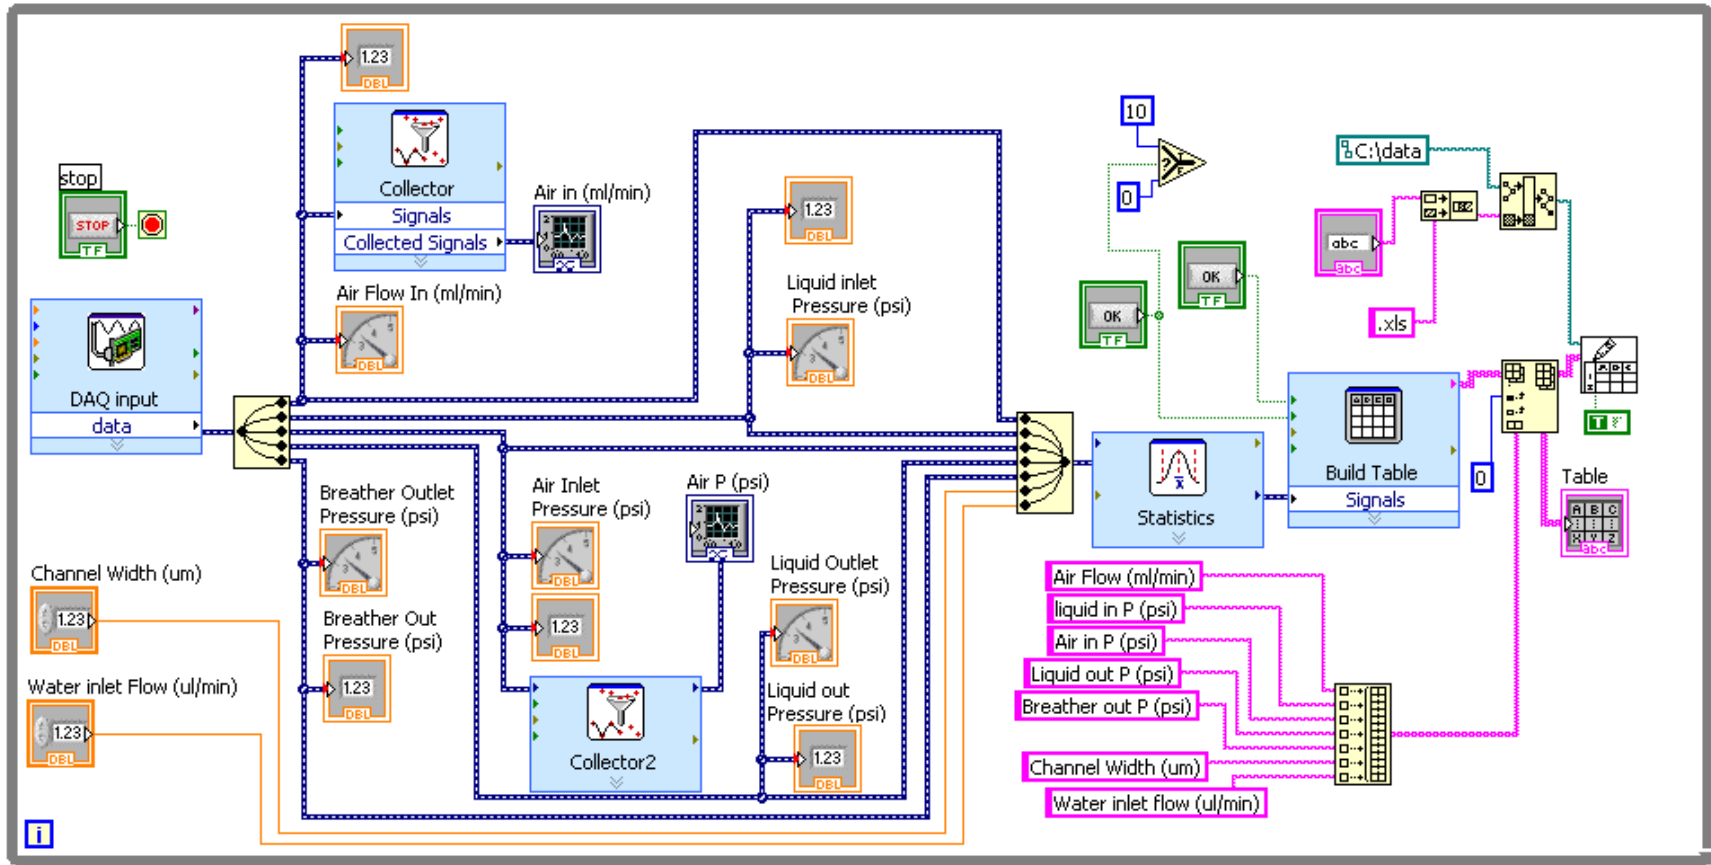 1.23
DBL
Collector
Signals
Collected Signals
Air in (ml/min)
stop
STOP
TF
Air Flow In (ml/min)
DBL
DAQ input
data
1.23
DBL
Liquid inlet
Pressure (psi)
DBL
10
0
OK
TF
OK
TF
C:\data
abc
abc
.xls
Build Table
Signals
0
T
Table
A B C
X Y Z
abc
Statistics
Breather Outlet
Pressure (psi)
DBL
Breather Out
Pressure (psi)
1.23
DBL
Air Inlet
Pressure (psi)
DBL
1.23
DBL
Air P (psi)
Liquid Outlet
Pressure (psi)
DBL
Liquid out
Pressure (psi)
1.23
DBL
Collector2
Channel Width (um)
1.23
DBL
Water inlet Flow (ul/min)
1.23
DBL
Air Flow (ml/min)
liquid in P (psi)
Air in P (psi)
Liquid out P (psi)
Breather out P (psi)
Channel Width (um)
Water inlet flow (ul/min)
i